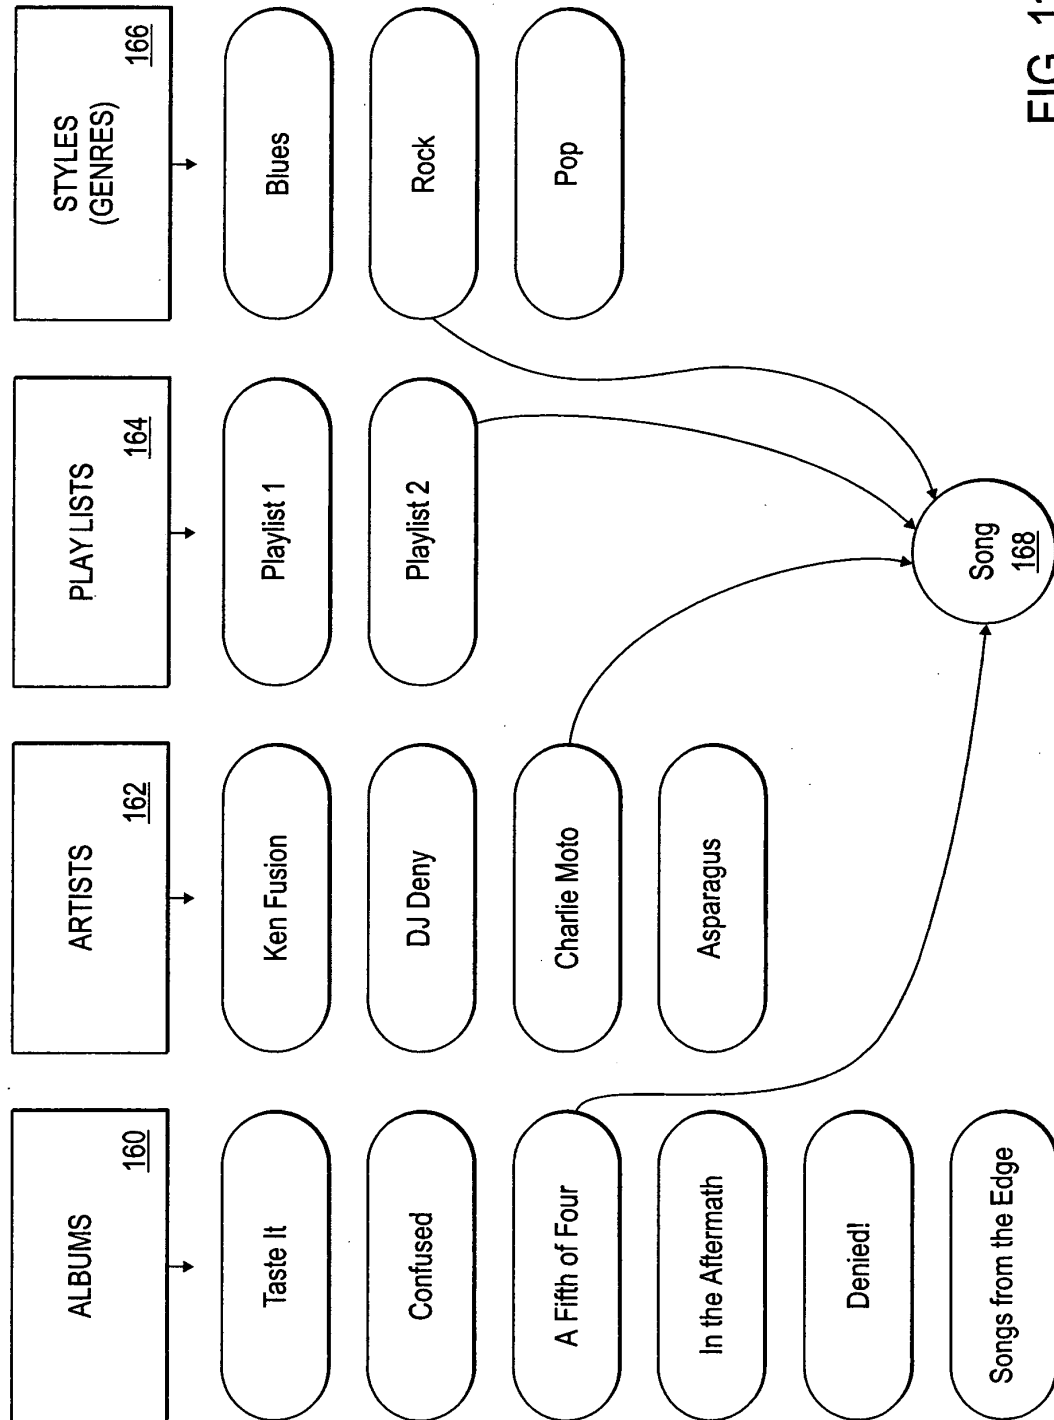 ALBUMS
160
Taste It
Confused
A Fifth of Four
In the Aftermath
Denied!
Songs from the Edge
ARTISTS
162
Ken Fusion
DJ Deny
Charlie Moto
Asparagus
PLAY LISTS
164
Playlist 1
Playlist 2
STYLES
(GENRES)
166
Blues
Rock
Pop
Song
168
FIG.